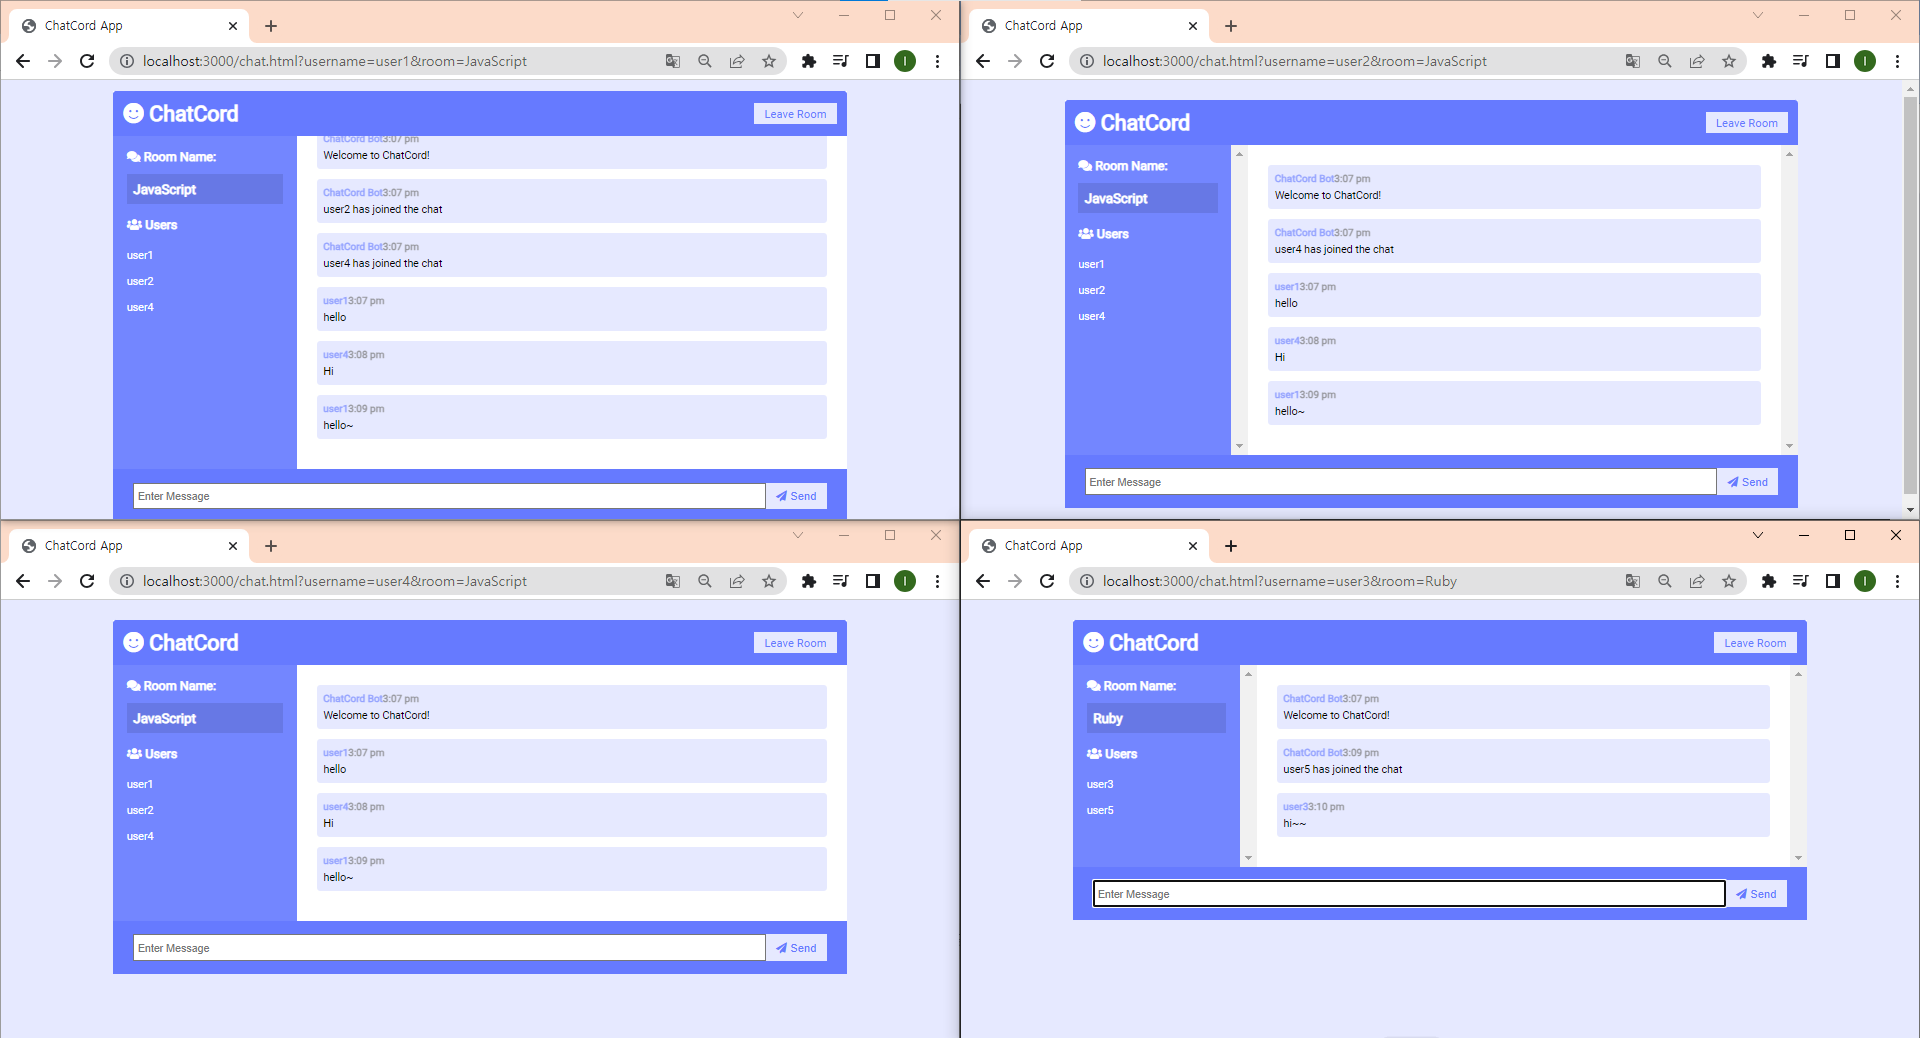 ChatCord App
localhost:3000/chat.html?username=user1&room=JavaScript
I
ChatCord
Leave Room
Room Name:
JavaScript
Users
user1
user2
user4
ChatCord Bot3:07 pm
Welcome to ChatCord!
ChatCord Bot3:07 pm
user2 has joined the chat
ChatCord Bot3:07 pm
user4 has joined the chat
user13:07 pm
hello
user43:08 pm
Hi
user13:09 pm
hello~
Enter Message
Send
ChatCord App
localhost:3000/chat.html?username=user2&room=JavaScript
I
ChatCord
Leave Room
Room Name:
JavaScript
Users
user1
user2
user4
ChatCord Bot3:07 pm
Welcome to ChatCord!
ChatCord Bot3:07 pm
user4 has joined the chat
user13:07 pm
hello
user43:08 pm
Hi
user13:09 pm
hello~
Enter Message
Send
ChatCord App
localhost:3000/chat.html?username=user4&room=JavaScript
I
ChatCord
Leave Room
Room Name:
JavaScript
Users
user1
user2
user4
ChatCord Bot3:07 pm
Welcome to ChatCord!
user13:07 pm
hello
user43:08 pm
Hi
user13:09 pm
hello~
Enter Message
Send
ChatCord App
localhost:3000/chat.html?username=user3&room=Ruby
I
ChatCord
Leave Room
Room Name:
Ruby
Users
user3
user5
ChatCord Bot3:07 pm
Welcome to ChatCord!
ChatCord Bot3:09 pm
user5 has joined the chat
user33:10 pm
hi~~
Enter Message
Send